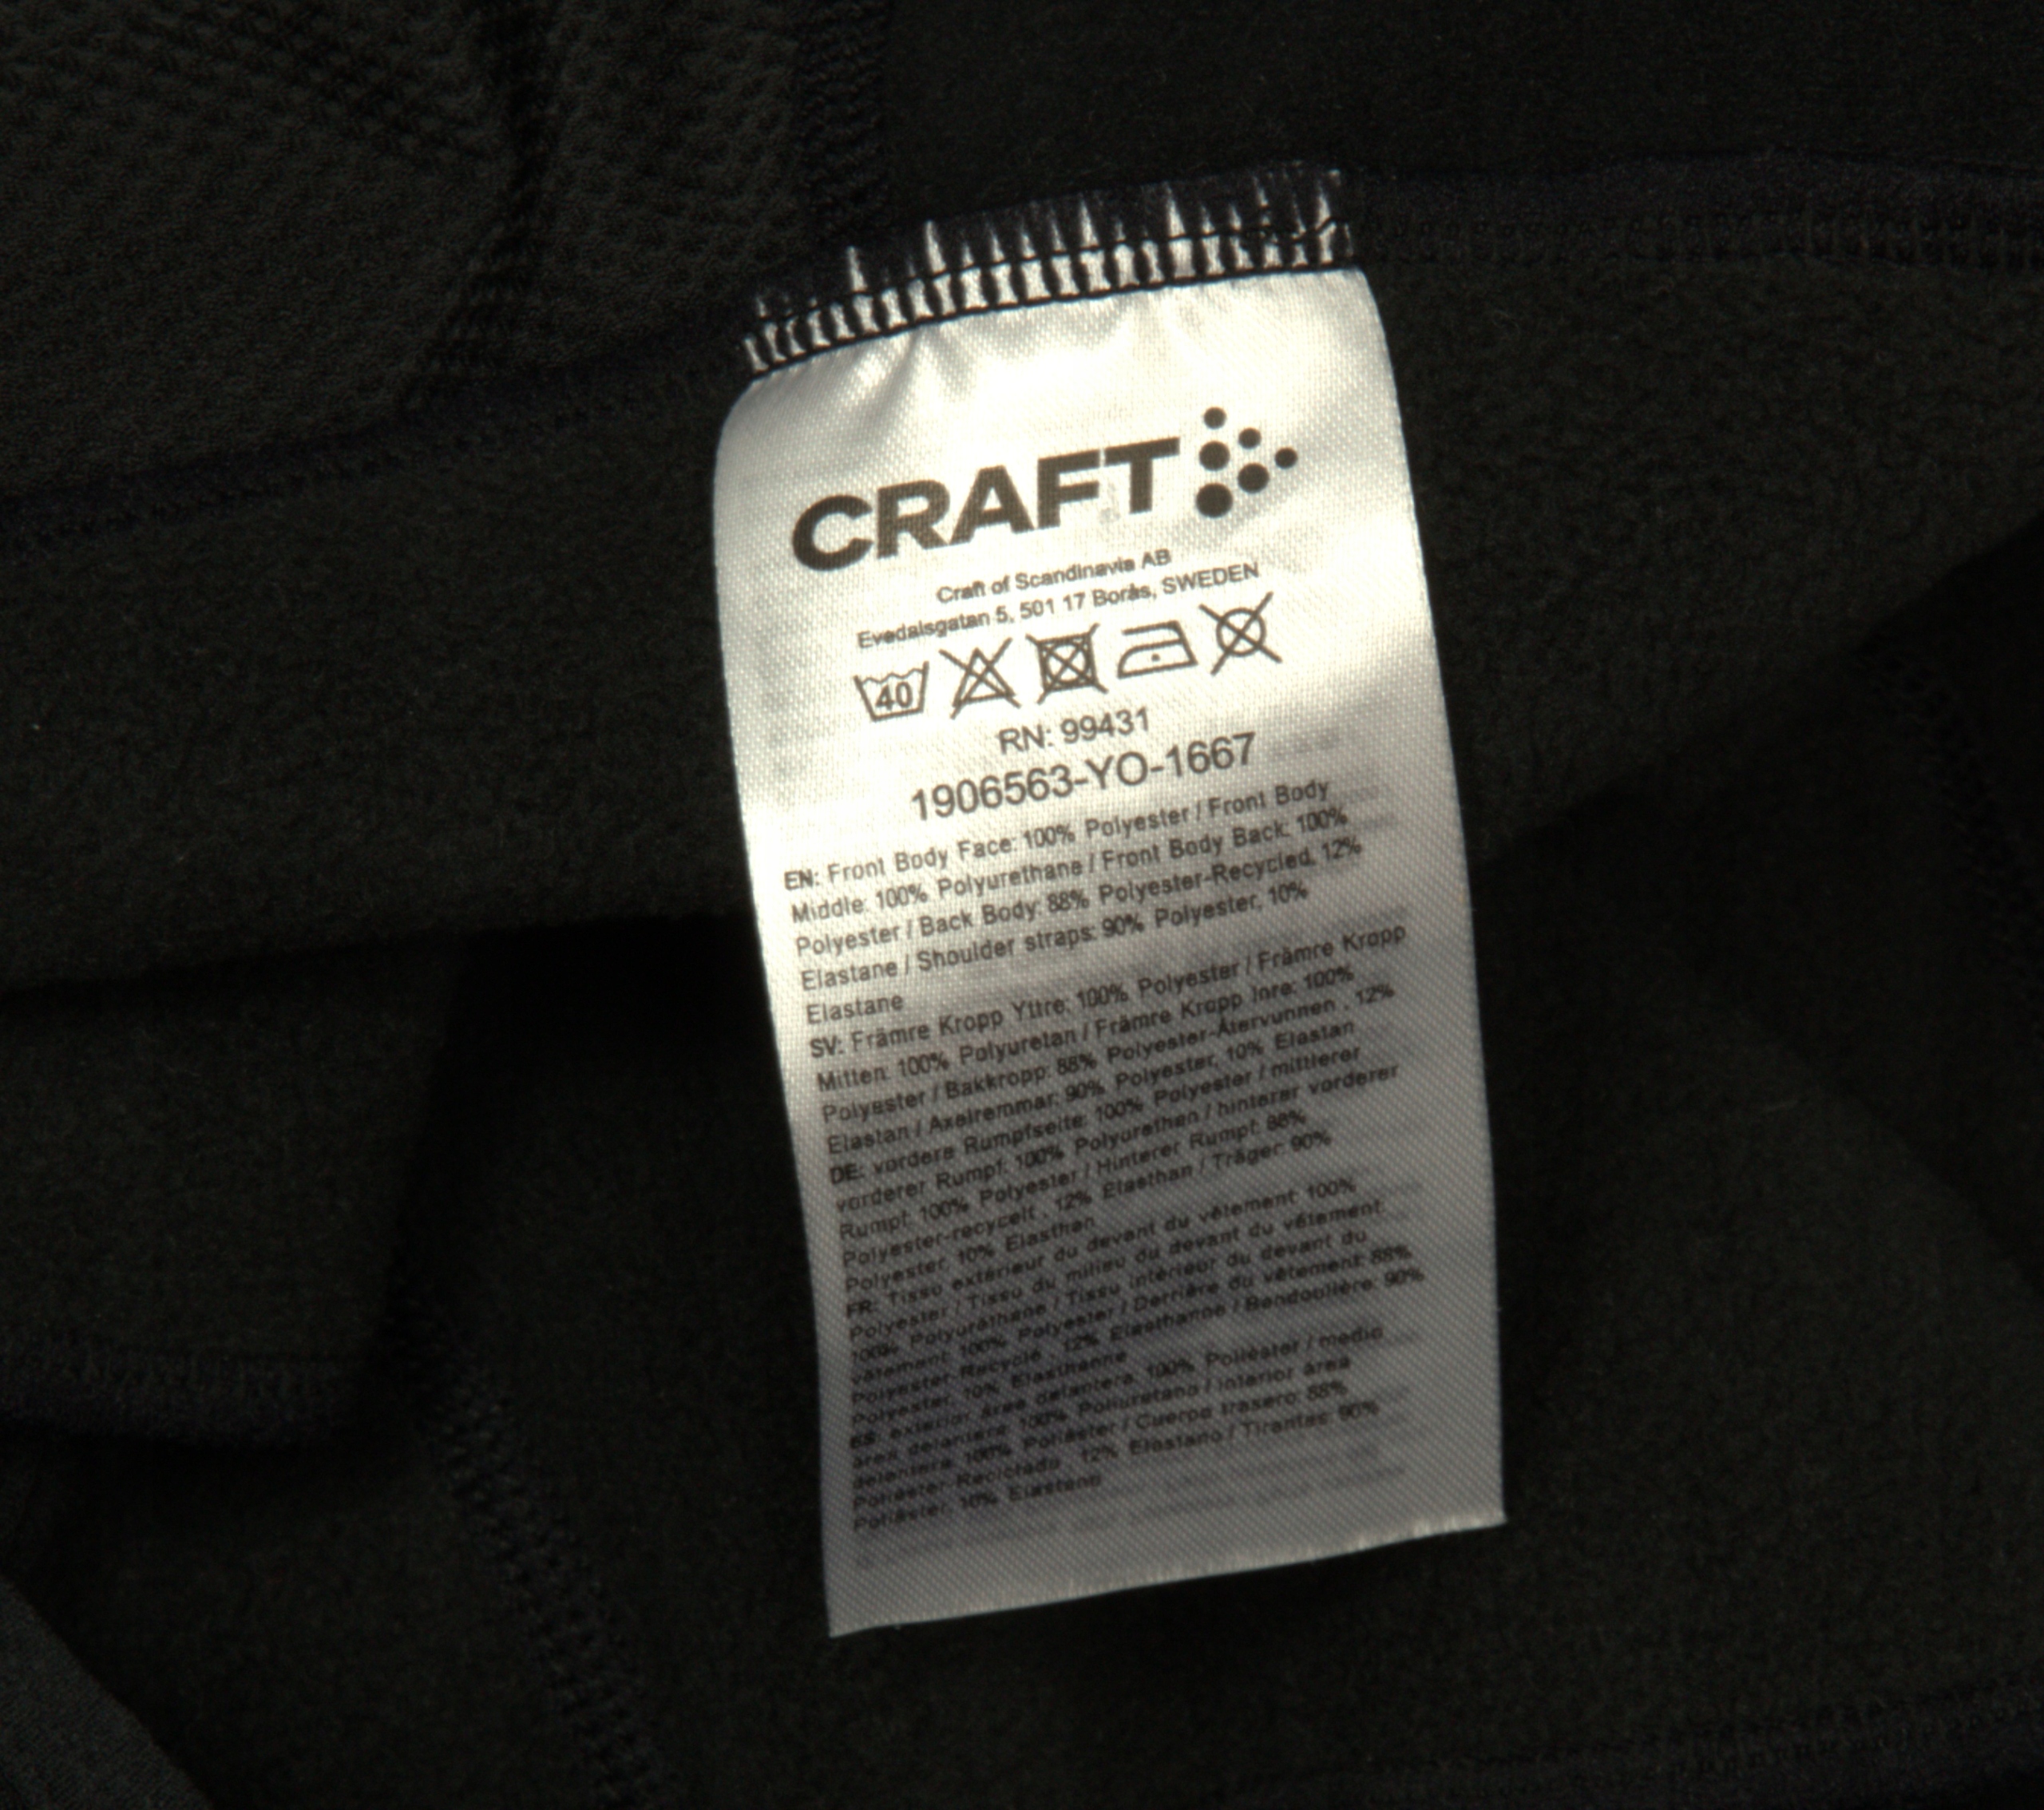 CRAFT
Craft of Scandinavia AB
Evedalsgatan 5, 501 17 Borås, SWEDEN
40
RN: 99431
1906563-YO-1667
EN: Front Body Face: 100% Polyester / Front Body
Middle: 100% Polyurethane / Front Body Back: 100%
Polyester / Back Body: 88% Polyester-Recycled, 12%
Elastane / Shoulder straps: 90% Polyester, 10%
Elastane
SV: Främre Kropp Yttre: 100% Polyester / Främre Kropp
Mitten: 100% Polyuretan / Främre Kropp Inre: 100%
Polyester / Bakkropp: 88% Polyester-Återvunnen , 12%
Elastan / Axelremmar: 90% Polyester, 10% Elastan
DE: vordere Rumpfseite: 100% Polyester / mittlerer
vorderer Rumpf: 100% Polyurethan / hinterer vorderer
Rumpf: 100% Polyester / Hinterer Rumpf: 88%
Polyester-recycelt , 12% Elasthan / Träger: 90%
Polyester, 10% Elasthan
FR: Tissu extérieur du devant du vêtement: 100%
Polyester / Tissu du milieu du devant du vêtement:
100% Polyuréthane / Tissu intérieur du devant du
vêtement: 100% Polyester / Derrière du vêtement: 88%
Polyester-Recyclé , 12% Elasthanne / Bandoulière: 90%
Polyester, 10% Elasthanne
ES: exterior área delantera: 100% Poliéster / medio
área delantera: 100% Poliuretano / interior área
delantera: 100% Poliéster / Cuerpo trasero: 88%
Poliéster-Reciclado , 12% Elastano / Tirantes: 90%
Poliéster, 10% Elastano